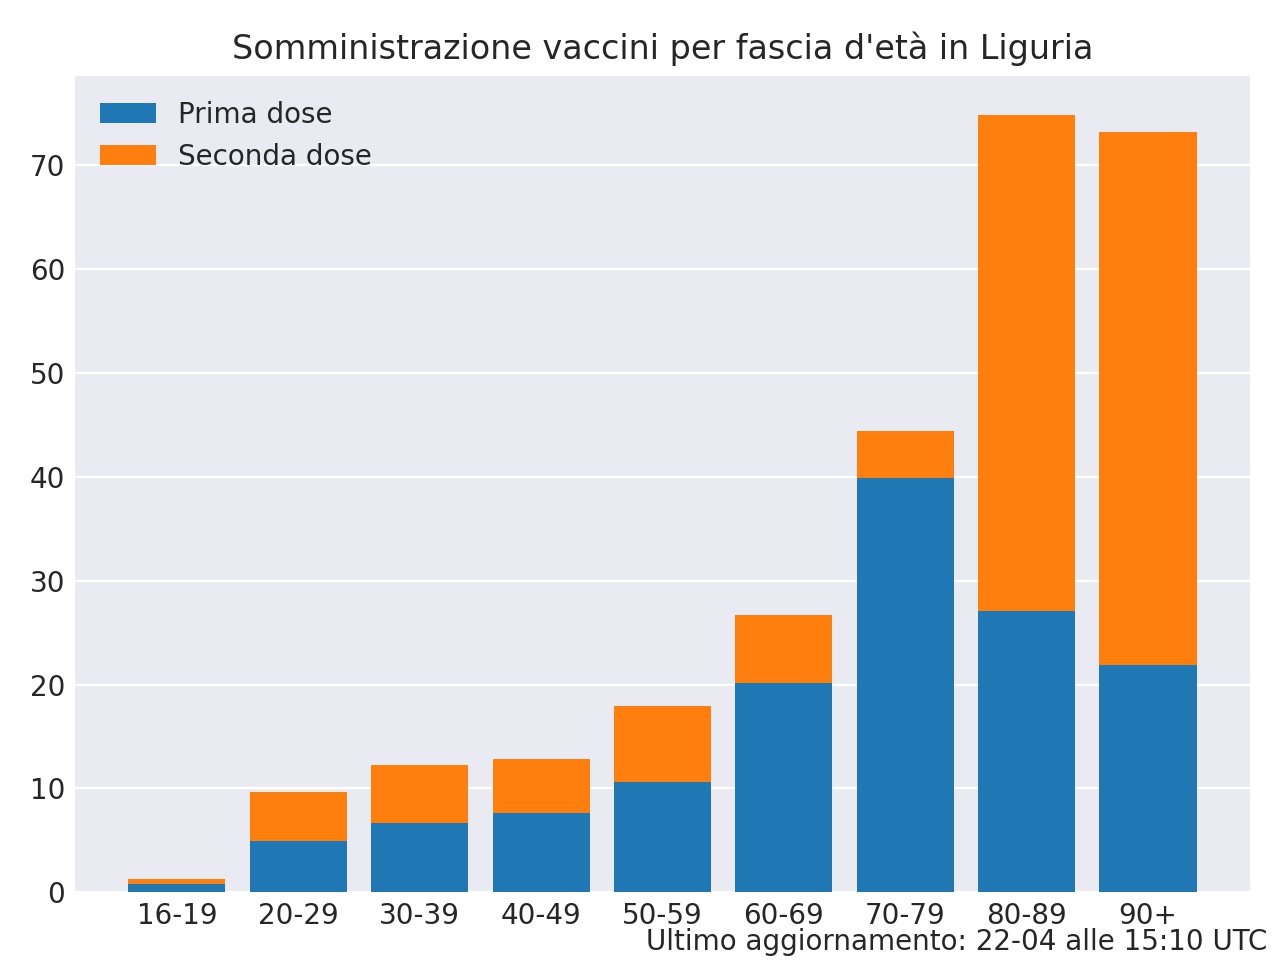 Somministrazione vaccini per fascia d'età in Liguria
Prima dose
Seconda dose
70
60
50
40
30
20
10
0
16-19 20-29 30-39 40-49 50-59 60-69 70-79 80-89 90+
Ultimo aggiornamento: 22-04 alle 15:10 UTC